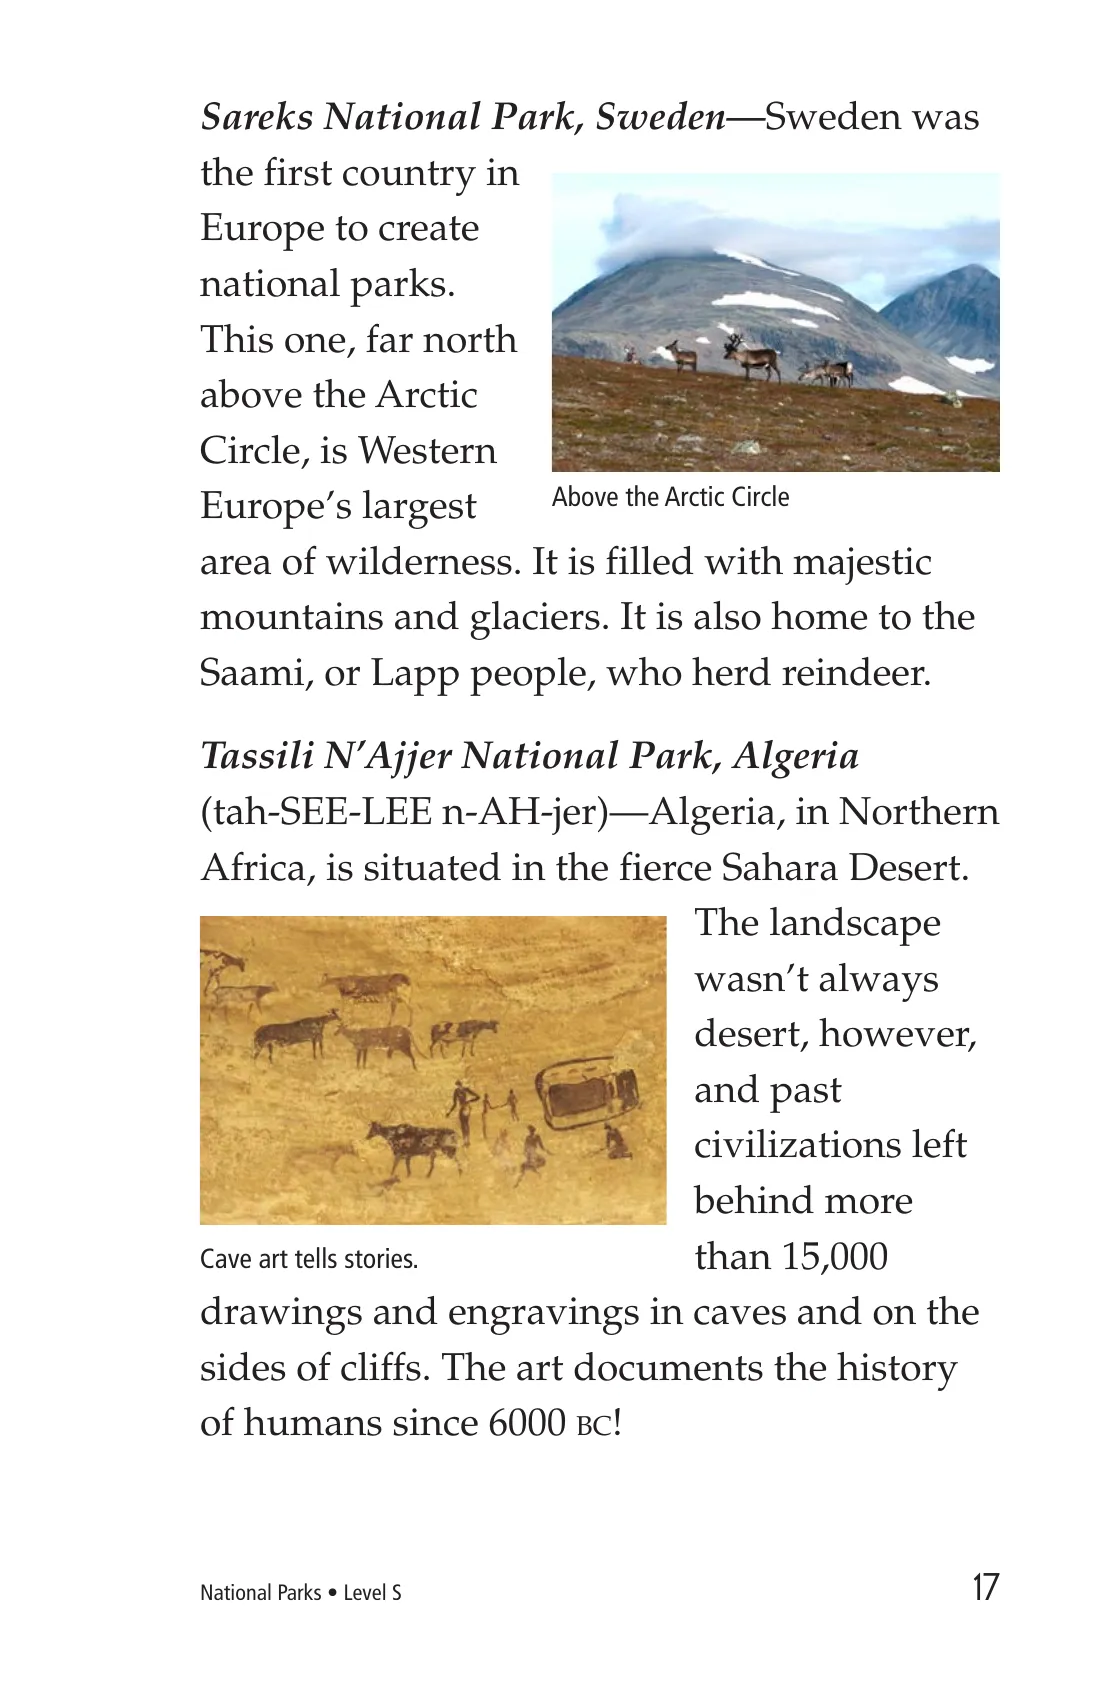 Sareks National Park, Sweden—Sweden was
the first country in
Europe to create
national parks.
This one, far north
above the Arctic
Circle, is Western
Europe’s largest
area of wilderness. It is filled with majestic
mountains and glaciers. It is also home to the
Saami, or Lapp people, who herd reindeer.
Above the Arctic Circle
Tassili N’Ajjer National Park, Algeria
(tah-SEE-LEE n-AH-jer)—Algeria, in Northern
Africa, is situated in the fierce Sahara Desert.
The landscape
wasn’t always
desert, however,
and past
civilizations left
behind more
than 15,000
drawings and engravings in caves and on the
sides of cliffs. The art documents the history
of humans since 6000 BC!
Cave art tells stories.
National Parks • Level S
17